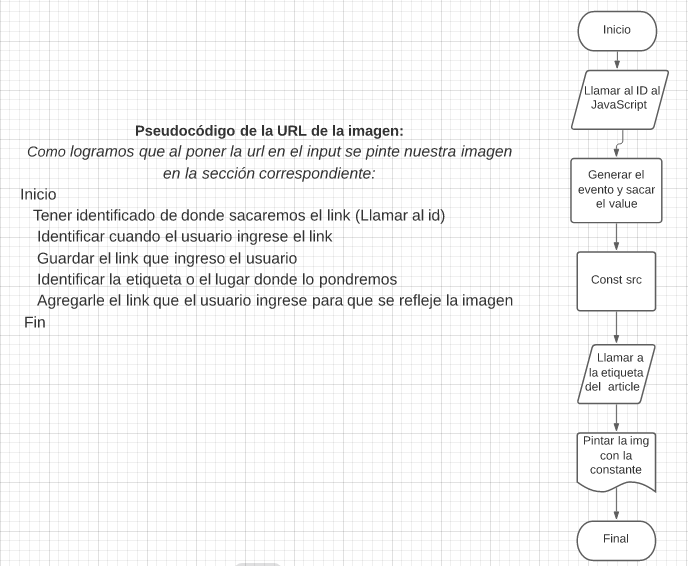 Pseudocódigo de la URL de la imagen:
Como logramos que al poner la url en el input se pinte nuestra imagen
en la sección correspondiente:
Inicio
Tener identificado de donde sacaremos el link (Llamar al id)
Identificar cuando el usuario ingrese el link
Guardar el link que ingreso el usuario
Identificar la etiqueta o el lugar donde lo pondremos
Agregarle el link que el usuario ingrese para que se refleje la imagen
Fin
Inicio
Llamar al ID al
JavaScript
Generar el
evento y sacar
el value
Const src
Llamar a
la etiqueta
del article
Pintar la img
con la
constante
Final